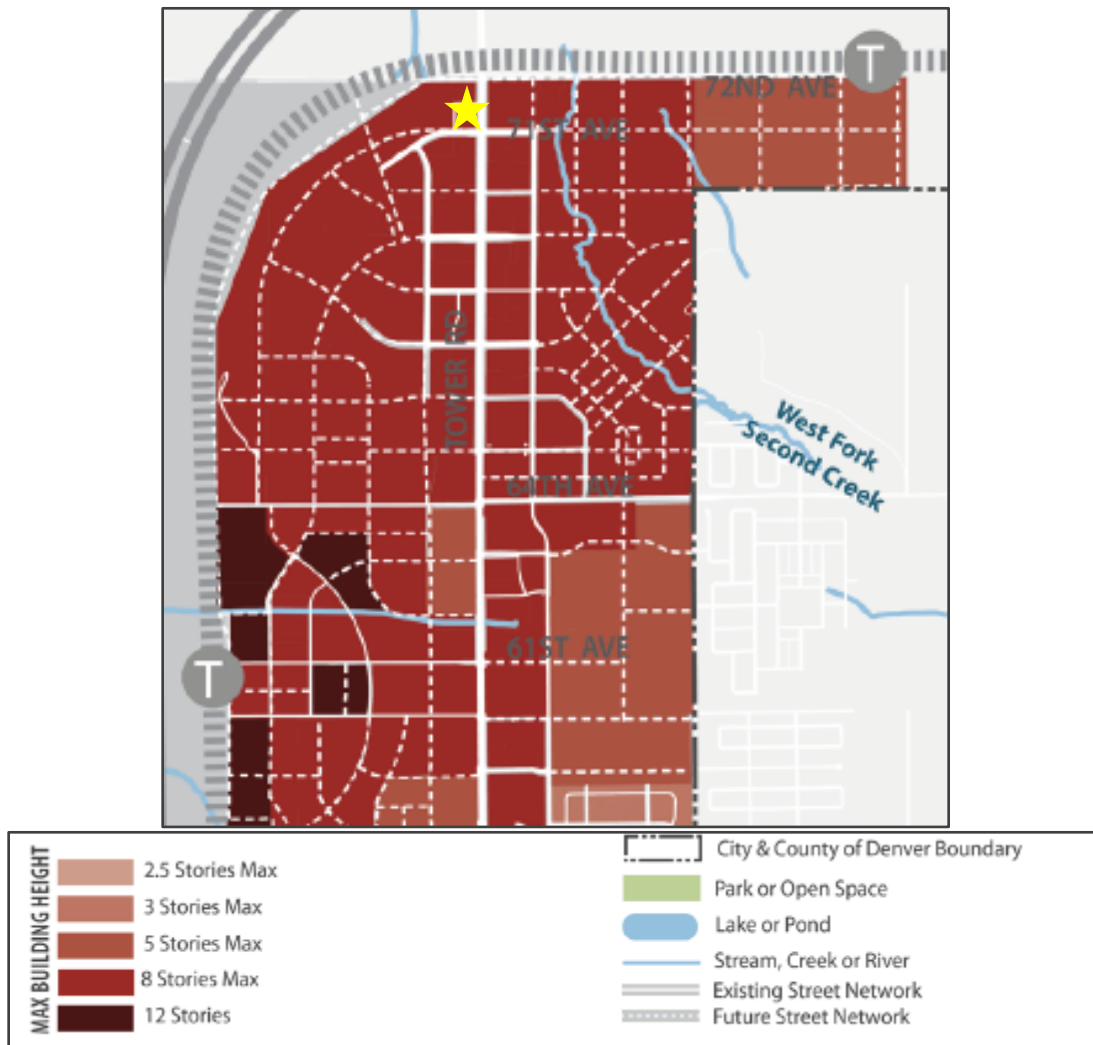 T
72ND AVE
71ST AVE
TOWER RD
64TH AVE
West Fork
Second Creek
61ST AVE
T
MAX BUILDING HEIGHT
2.5 Stories Max
3 Stories Max
5 Stories Max
8 Stories Max
12 Stories
City & County of Denver Boundary
Park or Open Space
Lake or Pond
Stream, Creek or River
Existing Street Network
Future Street Network